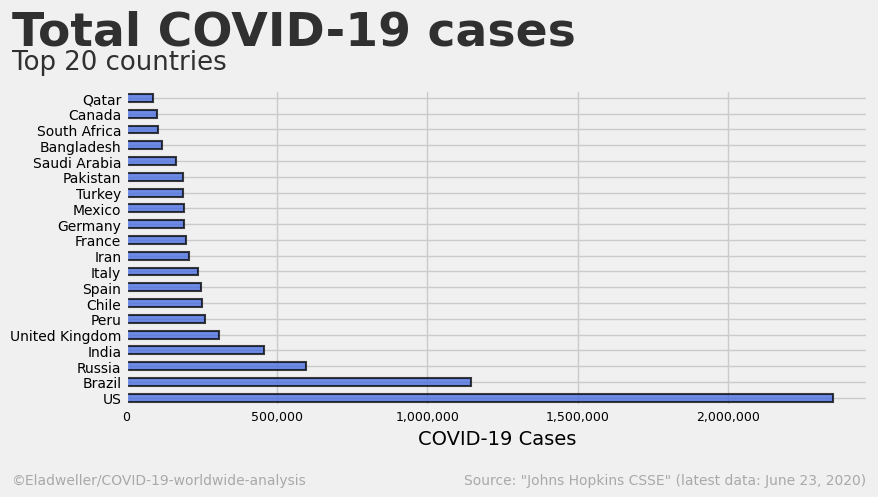 Total COVID-19 cases
Top 20 countries
Qatar
Canada
South Africa
Bangladesh
Saudi Arabia
Pakistan
Turkey
Mexico
Germany
France
Iran
Italy
Spain
Chile
Peru
United Kingdom
India
Russia
Brazil
US
0 500,000 1,000,000 1,500,000 2,000,000
COVID-19 Cases
©Eladweller/COVID-19-worldwide-analysis Source: "Johns Hopkins CSSE" (latest data: June 23, 2020)